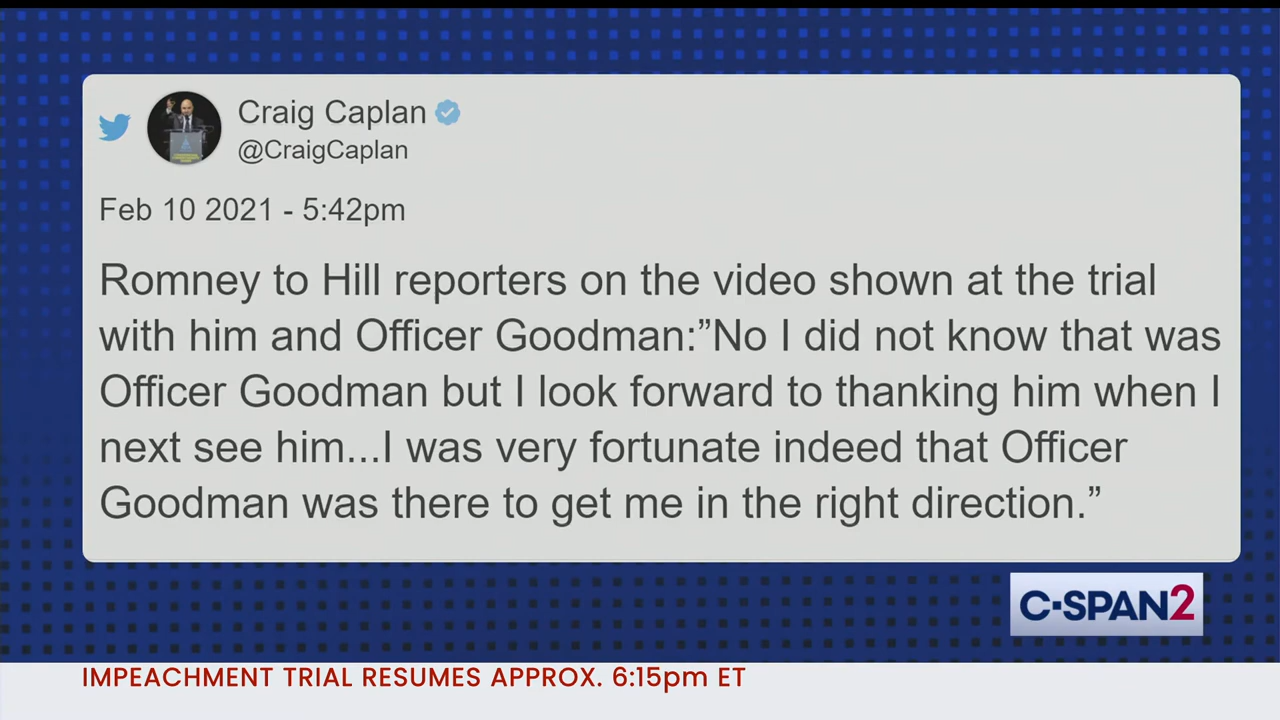 Craig Caplan
@CraigCaplan
Feb 10 2021 - 5:42pm
Romney to Hill reporters on the video shown at the trial
with him and Officer Goodman:”No I did not know that was
Officer Goodman but I look forward to thanking him when I
next see him...I was very fortunate indeed that Officer
Goodman was there to get me in the right direction.”
C-SPAN2
IMPEACHMENT TRIAL RESUMES APPROX. 6:15pm ET